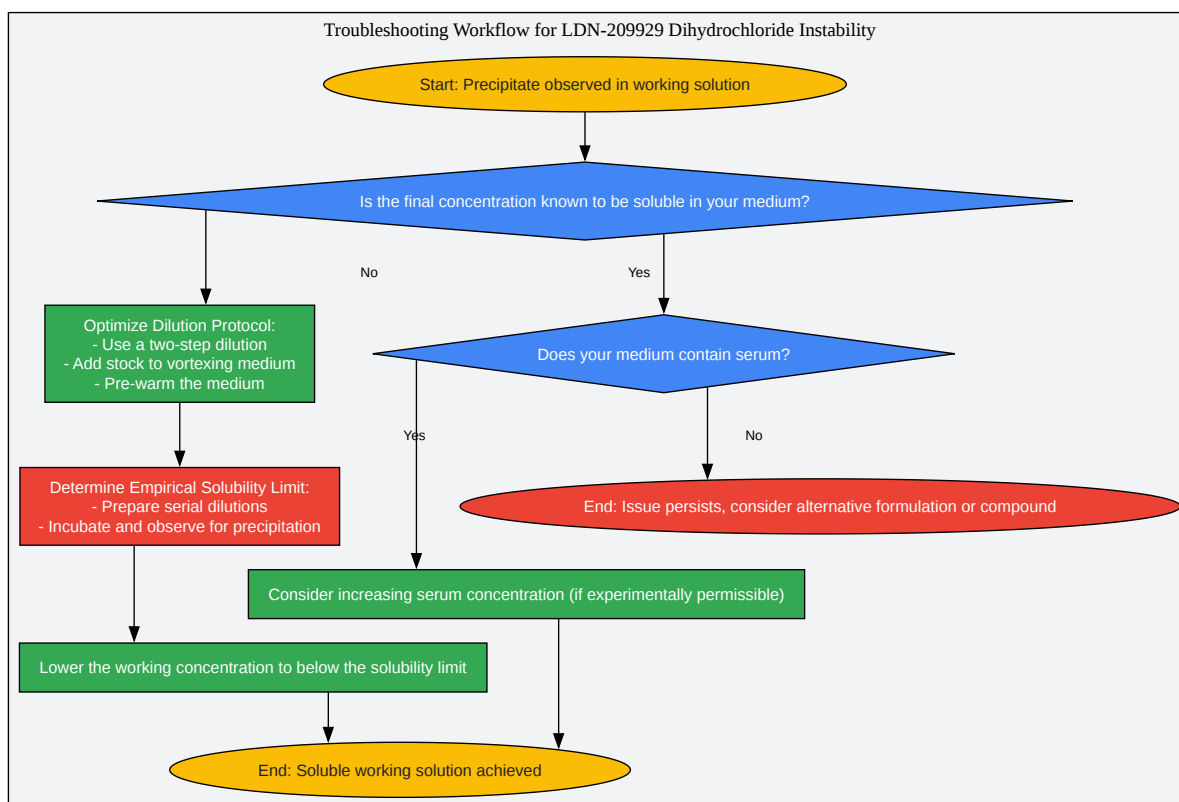 Troubleshooting Workflow for LDN-209929 Dihydrochloride Instability
Start: Precipitate observed in working solution
Is the final concentration known to be soluble in your medium?
No
Yes
Optimize Dilution Protocol:
- Use a two-step dilution
- Add stock to vortexing medium
- Pre-warm the medium
Does your medium contain serum?
Yes
No
Determine Empirical Solubility Limit:
- Prepare serial dilutions
- Incubate and observe for precipitation
End: Issue persists, consider alternative formulation or compound
Consider increasing serum concentration (if experimentally permissible)
Lower the working concentration to below the solubility limit
End: Soluble working solution achieved